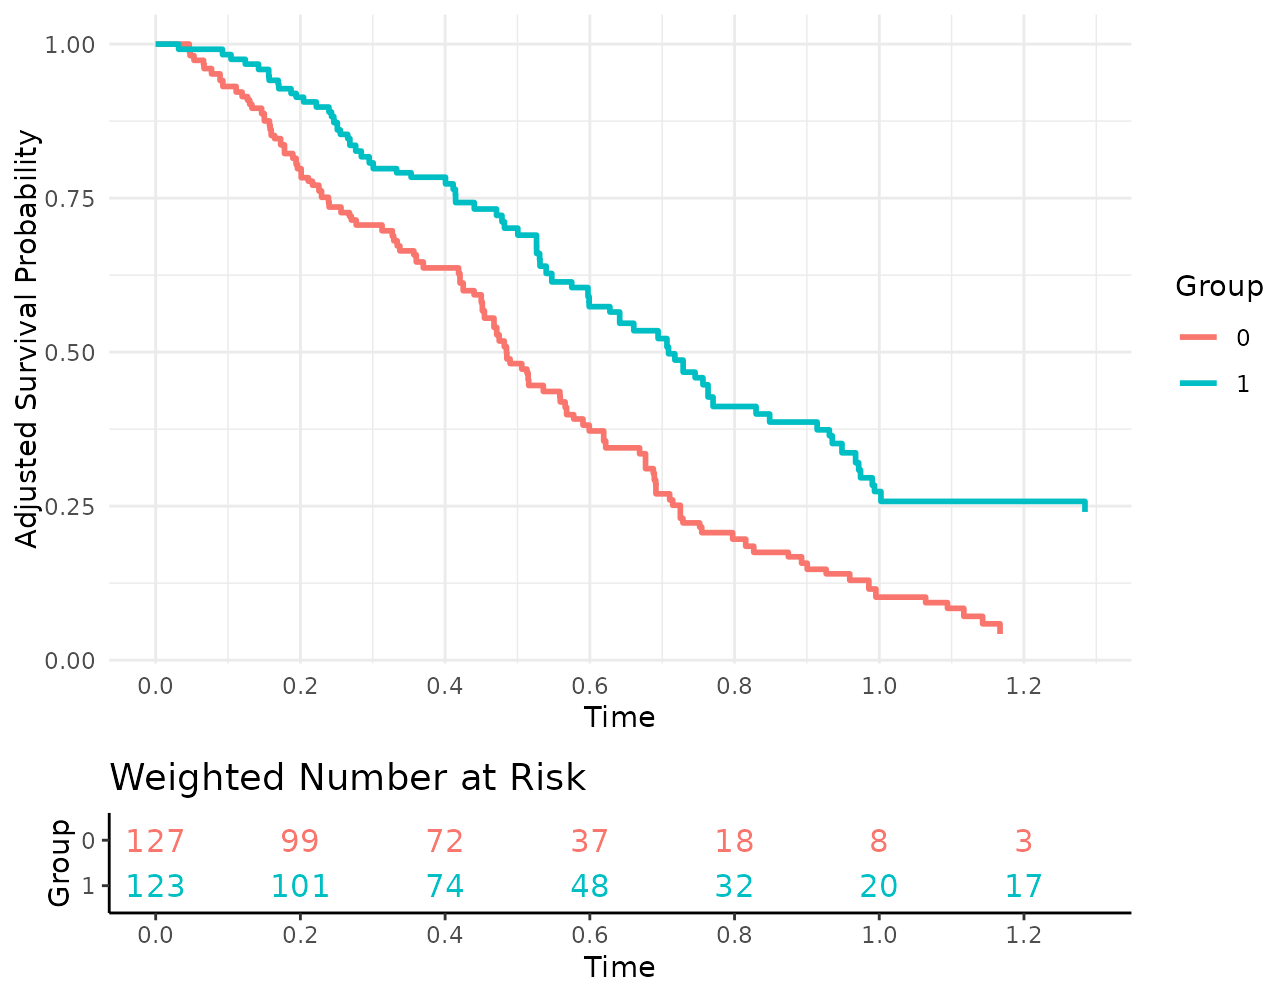 1.00
0.75
0.50
0.25
0.00
Adjusted Survival Probability
0.0 0.2 0.4 0.6 0.8 1.0 1.2
Time
Group
0
1
Weighted Number at Risk
Group
0 127 99 72 37 18 8 3
1 123 101 74 48 32 20 17
0.0 0.2 0.4 0.6 0.8 1.0 1.2
Time